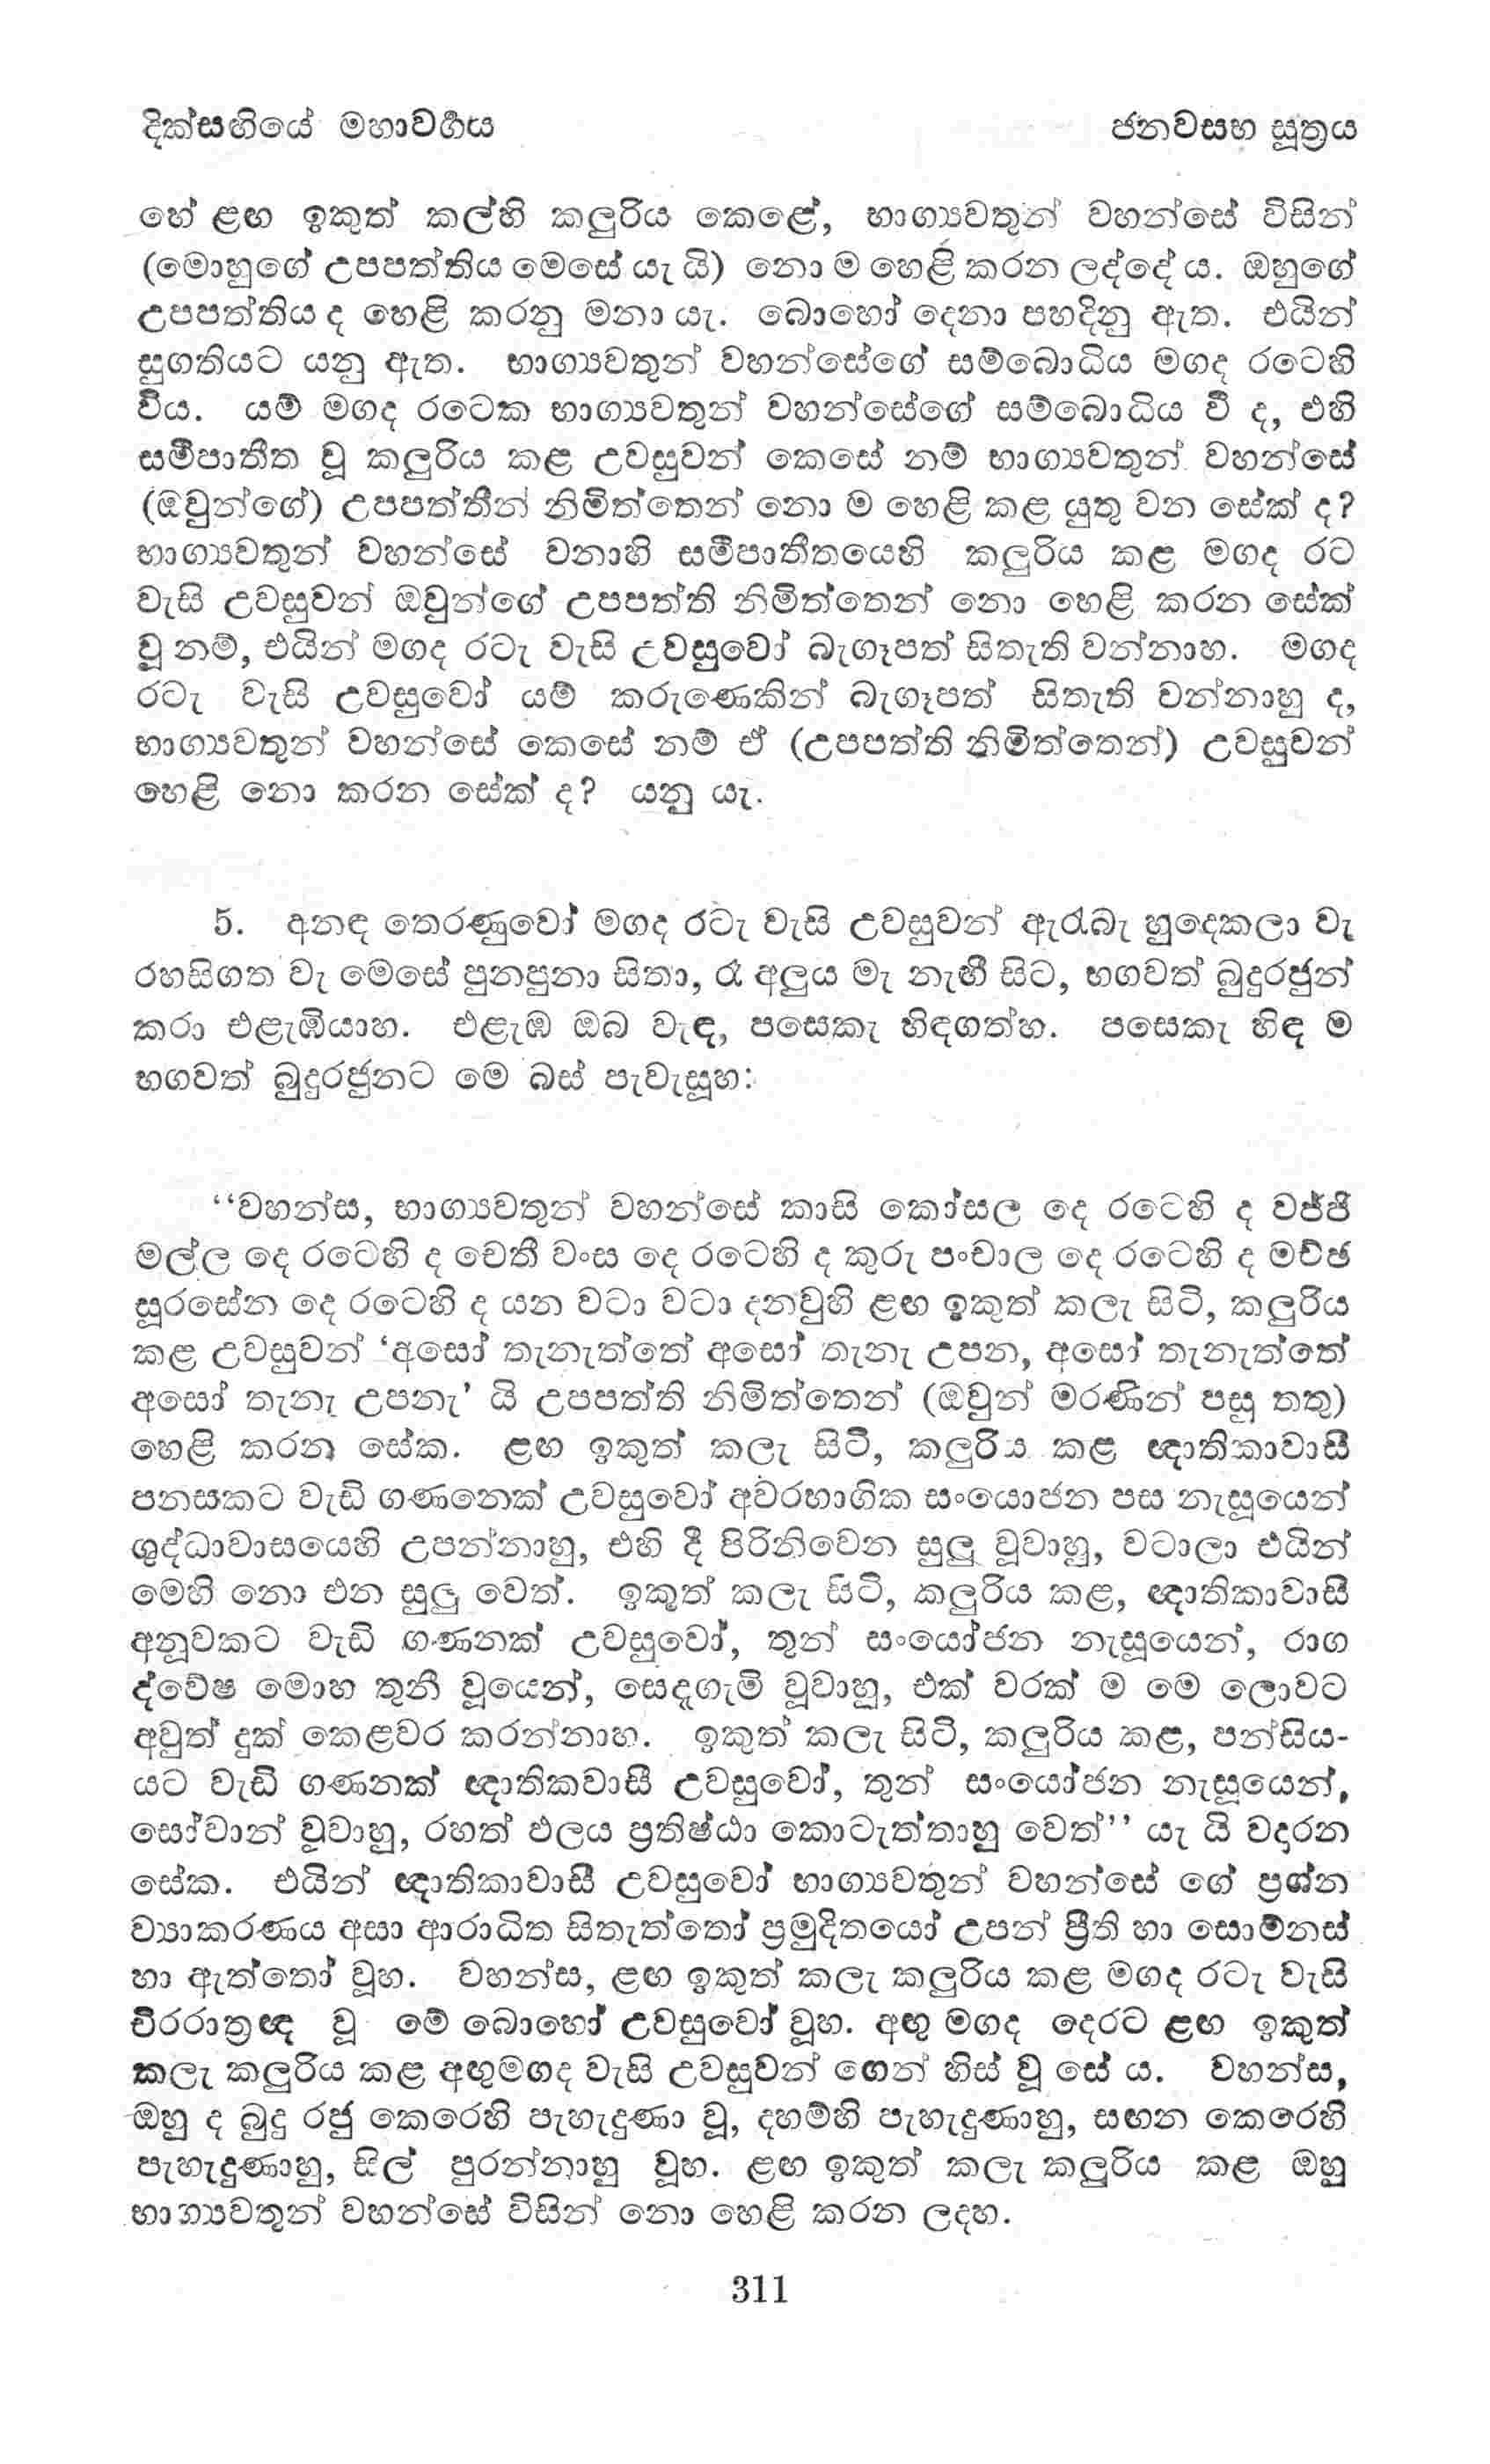 දික්සඟියේ මහාවර්‍ගය
ජනවසභ සූත්‍රය
හේ ළඟ ඉකුත් කල්හි කලුරිය කෙළේ, භාග්‍යවතුන් වහන්සේ විසින්
(මොහුගේ උපපත්තිය මෙසේ යැ යි) නො ම හෙළි කරන ලද්දේ ය. ඔහුගේ
උපපත්තිය ද හෙළි කරනු මනා යැ. බොහෝ දෙනා පහදිනු ඇත. එයින්
සුගතියට යනු ඇත. භාග්‍යවතුන් වහන්සේගේ සම්බොධිය මගද රටෙහි
විය. යම් මගද රටෙක භාග්‍යවතුන් වහන්සේගේ සම්බොධිය වී ද, එහි
සමීපාතීත වූ කලුරිය කළ උවසුවන් කෙසේ නම් භාග්‍යවතුන් වහන්සේ
(ඔවුන්ගේ) උපපත්තීන් නිමිත්තෙන් නො ම හෙළි කළ යුතු වන සේක් ද?
භාග්‍යවතුන් වහන්සේ වනාහි සමීපාතීතයෙහි කලුරිය කළ මගද රට
වැසි උවසුවන් ඔවුන්ගේ උපපත්ති නිමිත්තෙන් නො හෙළි කරන සේක්
වූ නම්, එයින් මගද රටැ වැසි උවසුවෝ බැගෑපත් සිතැති වන්නාහ. මගද
රටැ වැසි උවසුවෝ යම් කරුණෙකින් බැගෑපත් සිතැති වන්නාහු ද,
භාග්‍යවතුන් වහන්සේ කෙසේ නම් ඒ (උපපත්ති නිමිත්තෙන්) උවසුවන්
හෙළි නො කරන සේක් ද? යනු යැ.
5. අනඳ තෙරණුවෝ මගද රටැ වැසි උවසුවන් ඇරැබැ හුදෙකලා වැ
රහසිගත වැ මෙසේ පුනපුනා සිතා, රෑ අලුය මැ නැඟී සිට, භගවත් බුදුරජුන්
කරා එළැඹියාහ. එළැඹ ඔබ වැඳ, පසෙකැ හිඳගත්හ. පසෙකැ හිඳ ම
භගවත් බුදුරජුනට මෙ බස් පැවැසූහ:
“වහන්ස, භාග්‍යවතුන් වහන්සේ කාසි කෝසල දෙ රටෙහි ද වජ්ජි
මල්ල දෙ රටෙහි ද චෙතී වංස දෙ රටෙහි ද කුරු පංචාල දෙ රටෙහි ද මච්ඡ
සූරසේන දෙ රටෙහි ද යන වටා වටා දනවුහි ළඟ ඉකුත් කලැ සිටි, කලුරිය
කළ උවසුවන් ‘අසෝ තැනැත්තේ අසෝ තැනැ උපන, අසෝ තැනැත්තේ
අසෝ තැනැ උපනැ’ යි උපපත්ති නිමිත්තෙන් (ඔවුන් මරණින් පසු තතු)
හෙළි කරන සේක. ළඟ ඉකුත් කලැ සිටි, කලුරිය කළ ඤාතිකාවාසී
පනසකට වැඩි ගණනෙක් උවසුවෝ අවරභාගික සංයොජන පස නැසූයෙන්
ශුද්ධාවාසයෙහි උපන්නාහු, එහි දී පිරිනිවෙන සුලු වූවාහු, වටාලා එයින්
මෙහි නො එන සුලු වෙත්. ඉකුත් කලැ සිටි, කලුරිය කළ, ඤාතිකාවාසී
අනූවකට වැඩි ගණනක් උවසුවෝ, තුන් සංයෝජන නැසූයෙන්, රාග
ද්වේෂ මොහ තුනී වූයෙන්, සෙදෑගැමි වූවාහු, එක් වරක් ම මෙ ලොවට
අවුත් දුක් කෙළවර කරන්නාහ. ඉකුත් කලැ සිටි, කලුරිය කළ, පන්සිය-
යට වැඩි ගණනක් ඤාතිකවාසී උවසුවෝ, තුන් සංයෝජන නැසූයෙන්,
සෝවාන් වූවාහු, රහත් ඵලය ප්‍රතිෂ්ඨා කොටැත්තාහු වෙත්” යැ යි වදාරන
සේක. එයින් ඤාතිකාවාසී උවසුවෝ භාග්‍යවතුන් වහන්සේ ගේ ප්‍රශ්න
ව්‍යාකරණය අසා ආරාධිත සිතැත්තෝ ප්‍රමුදිතයෝ උපන් ප්‍රීති හා සොම්නස්
හා ඇත්තෝ වූහ. වහන්ස, ළඟ ඉකුත් කලැ කලුරිය කළ මගද රටැ වැසි
චිරරාත්‍රඥ වූ මේ බොහෝ උවසුවෝ වූහ. අඟු මගද දෙරට ළඟ ඉකුත්
කලැ කලුරිය කළ අඟුමගද වැසි උවසුවන් ගෙන් හිස් වූ සේ ය. වහන්ස,
ඔහු ද බුදු රජු කෙරෙහි පැහැදුණා වූ, දහම්හි පැහැදුණාහු, සඟන කෙරෙහි
පැහැදුණාහු, සිල් පුරන්නාහු වූහ. ළඟ ඉකුත් කලැ කලුරිය කළ ඔහු
භාග්‍යවතුන් වහන්සේ විසින් නො හෙළි කරන ලදහ.
311